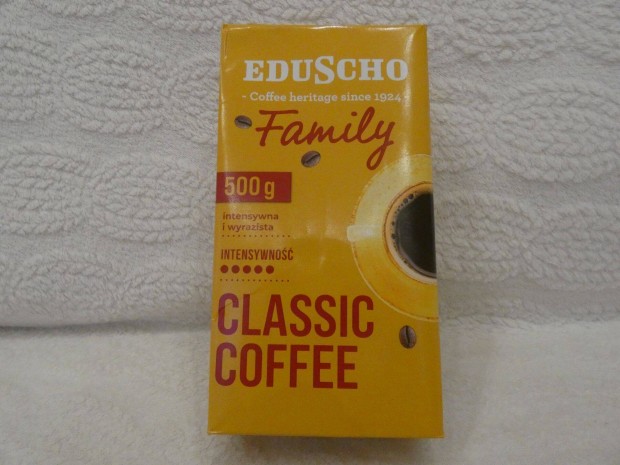 EDUSCHO
- Coffee heritage since 1924 -
Family
500 g
intensywna
i wyrazista
INTENSYWNOŚĆ
CLASSIC
COFFEE